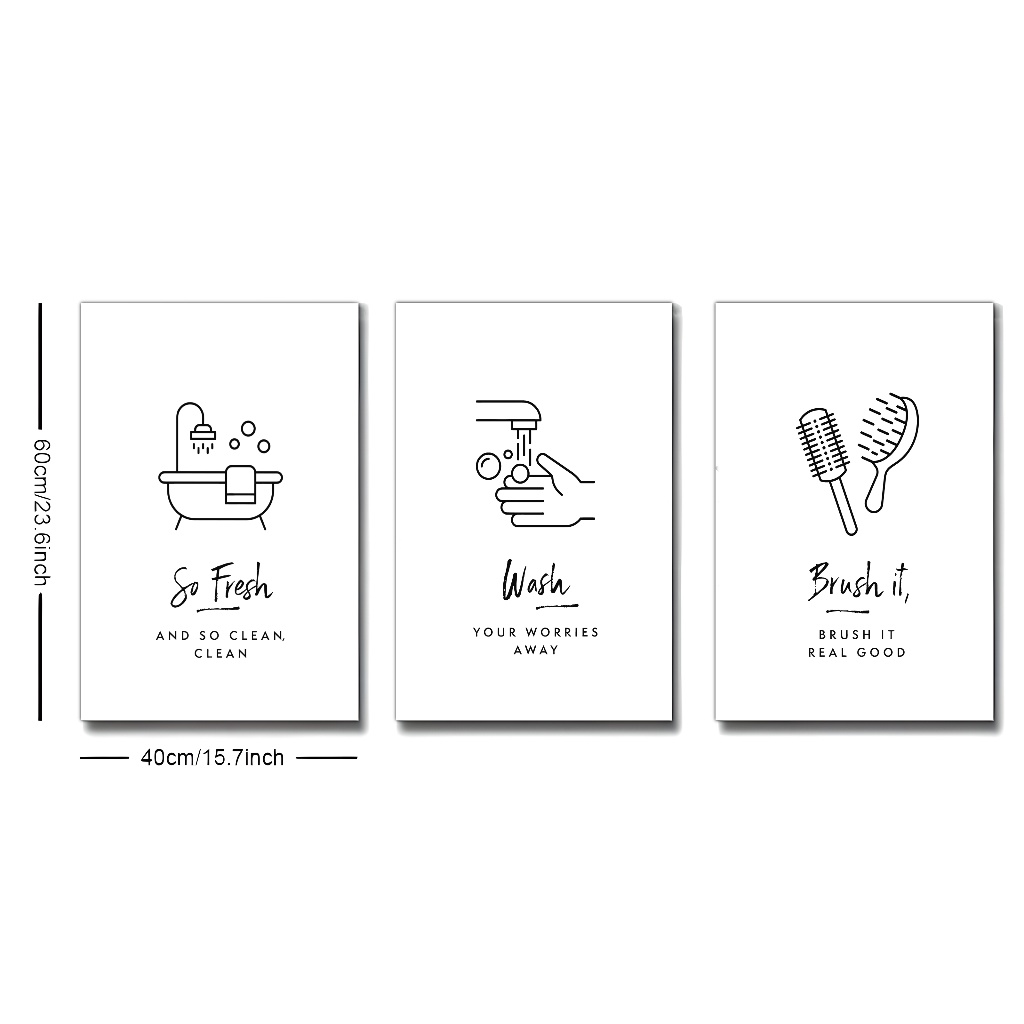 60cm/23.6inch
So Fresh
AND SO CLEAN,
CLEAN
Wash
YOUR WORRIES
AWAY
Brush it,
BRUSH IT
REAL GOOD
40cm/15.7inch